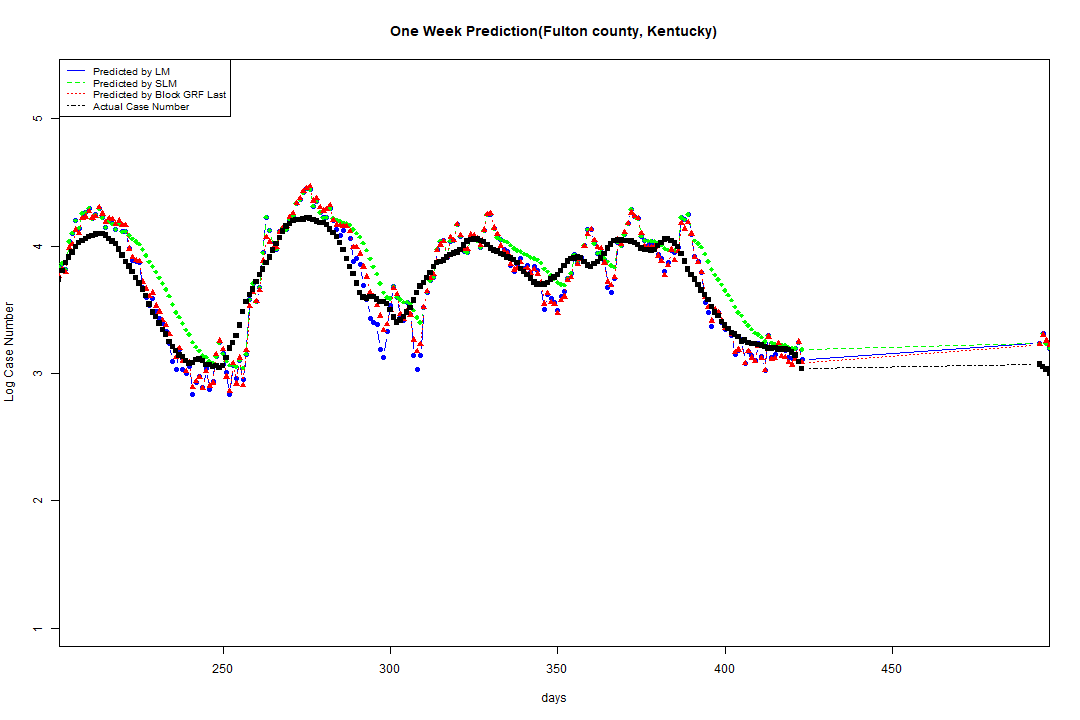 One Week Prediction(Fulton county, Kentucky)
Predicted by LM
Predicted by SLM
Predicted by Block GRF Last
Actual Case Number
5
4
3
2
1
Log Case Number
250 300 350 400 450
days